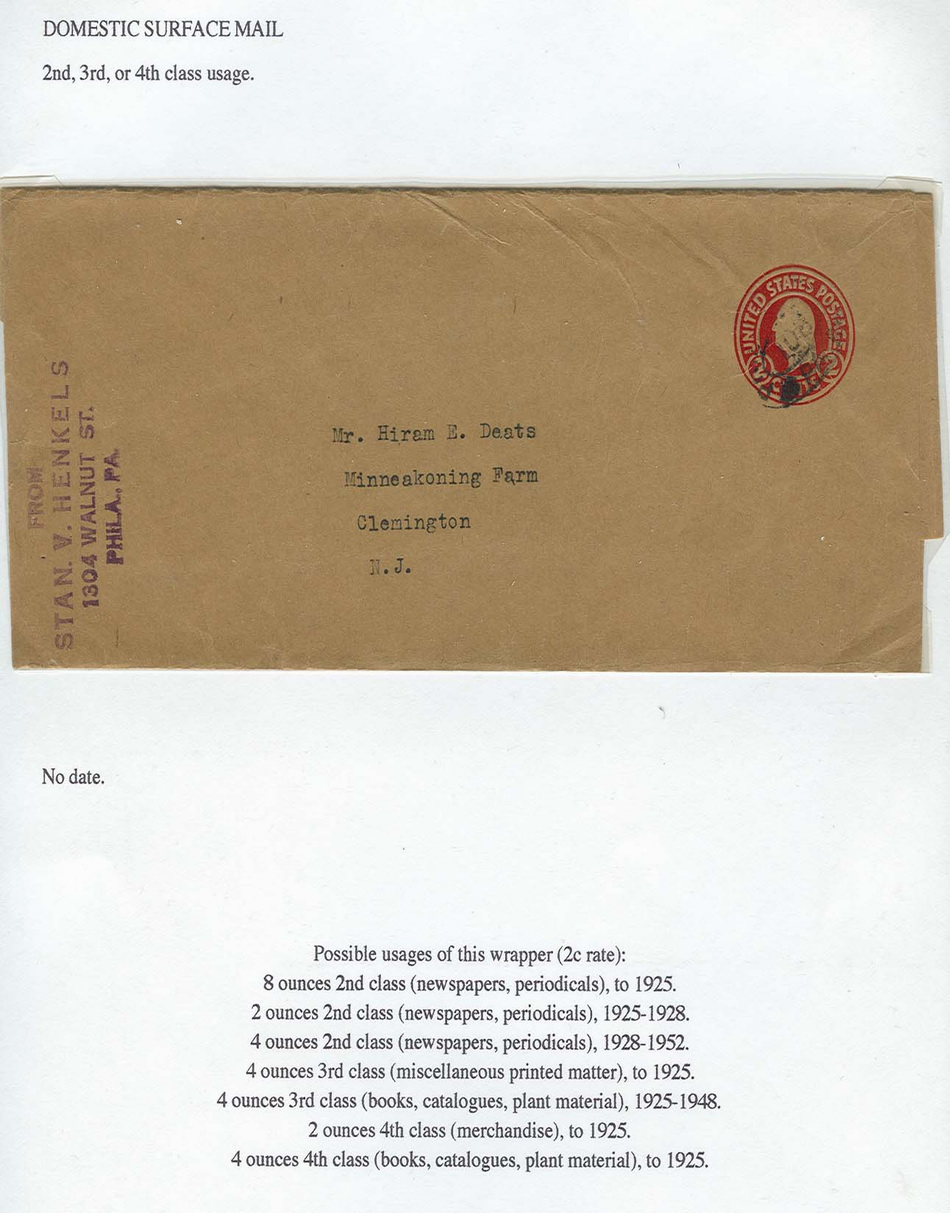 DOMESTIC SURFACE MAIL
2nd, 3rd, or 4th class usage.
UNITED STATES POSTAGE
2
FROM
STAN. V. HENKELS
1304 WALNUT ST.
PHILA., PA.
Mr. Hiram E. Deats
Minneakoning Farm
Clemington
N.J.
No date.
Possible usages of this wrapper (2c rate):
8 ounces 2nd class (newspapers, periodicals), to 1925.
2 ounces 2nd class (newspapers, periodicals), 1925-1928.
4 ounces 2nd class (newspapers, periodicals), 1928-1952.
4 ounces 3rd class (miscellaneous printed matter), to 1925.
4 ounces 3rd class (books, catalogues, plant material), 1925-1948.
2 ounces 4th class (merchandise), to 1925.
4 ounces 4th class (books, catalogues, plant material), to 1925.